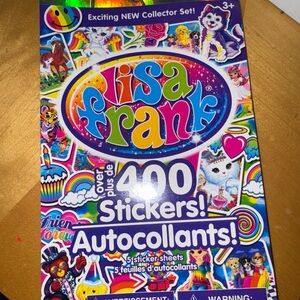 Exciting NEW Collector Set!
3+
lisa
frank®
over
plus de
400
Stickers!
Autocollants!
5 sticker sheets
5 feuilles d'autocollants
AVERTISSEMENT:
WARNING: